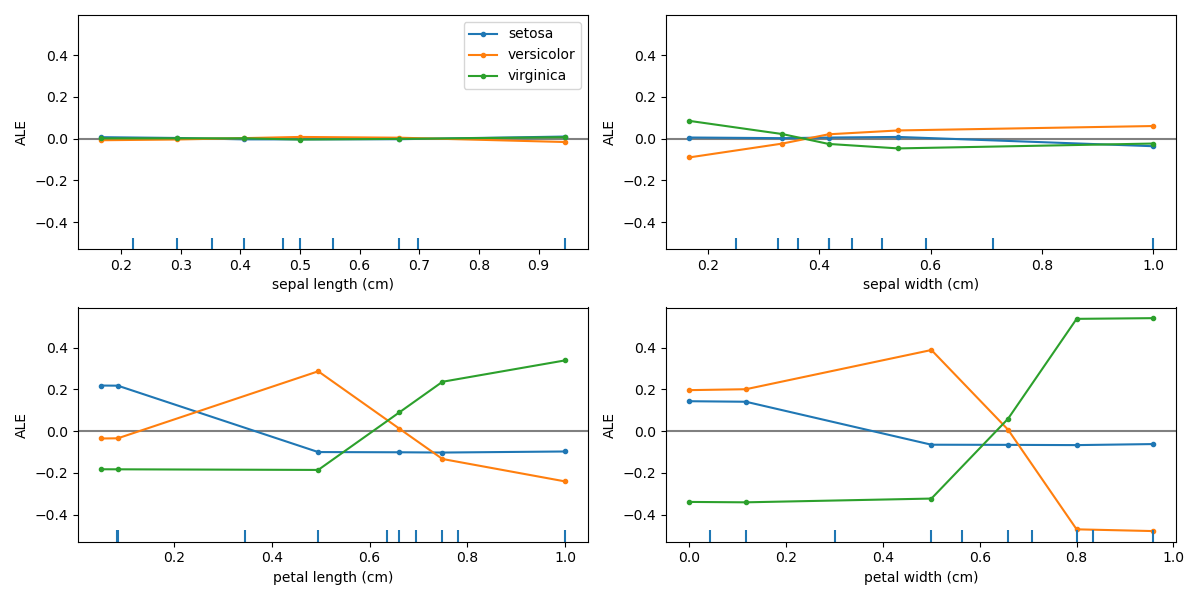 setosa
versicolor
virginica
ALE
0.4
0.2
0.0
−0.2
−0.4
0.2 0.3 0.4 0.5 0.6 0.7 0.8 0.9
sepal length (cm)
ALE
0.4
0.2
0.0
−0.2
−0.4
0.2 0.4 0.6 0.8 1.0
sepal width (cm)
ALE
0.4
0.2
0.0
−0.2
−0.4
0.2 0.4 0.6 0.8 1.0
petal length (cm)
ALE
0.4
0.2
0.0
−0.2
−0.4
0.0 0.2 0.4 0.6 0.8 1.0
petal width (cm)